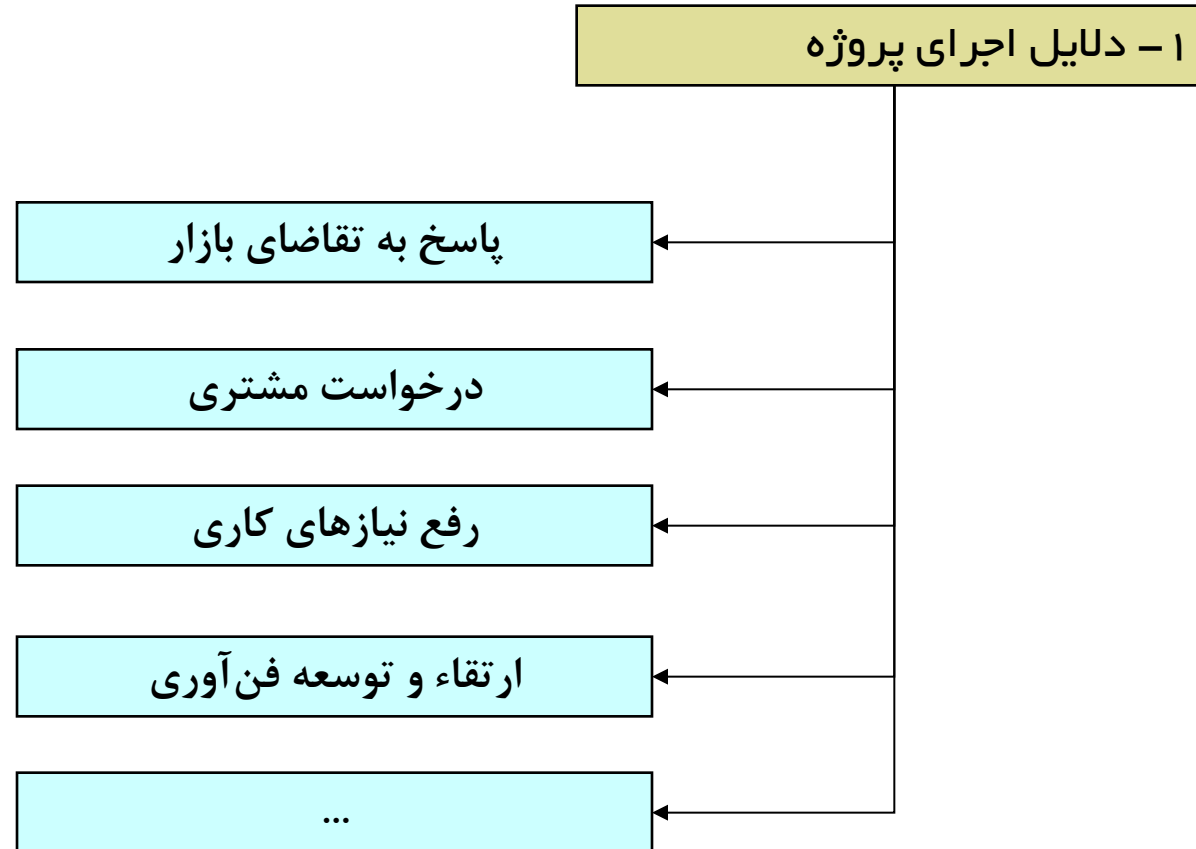 ۱ – دلایل اجرای پروژه
پاسخ به تقاضای بازار
درخواست مشتری
رفع نیازهای کاری
ارتقاء و توسعه فن‌آوری
...